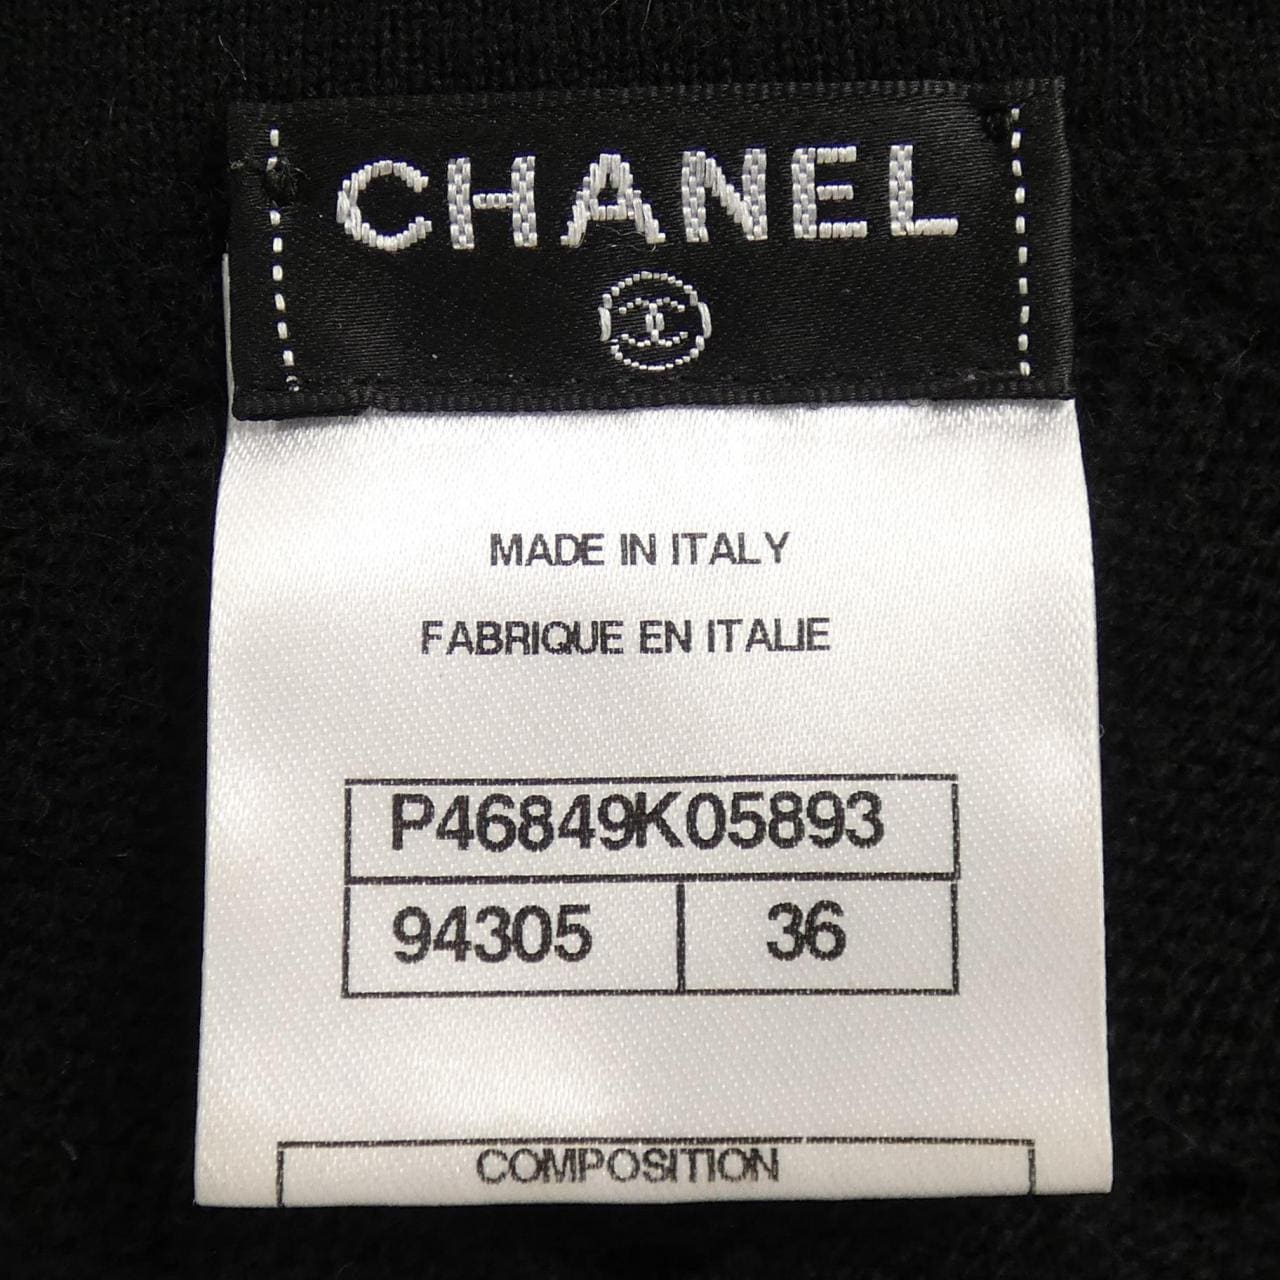 CHANEL
MADE IN ITALY
FABRIQUE EN ITALIE
P46849K05893
94305 36
COMPOSITION